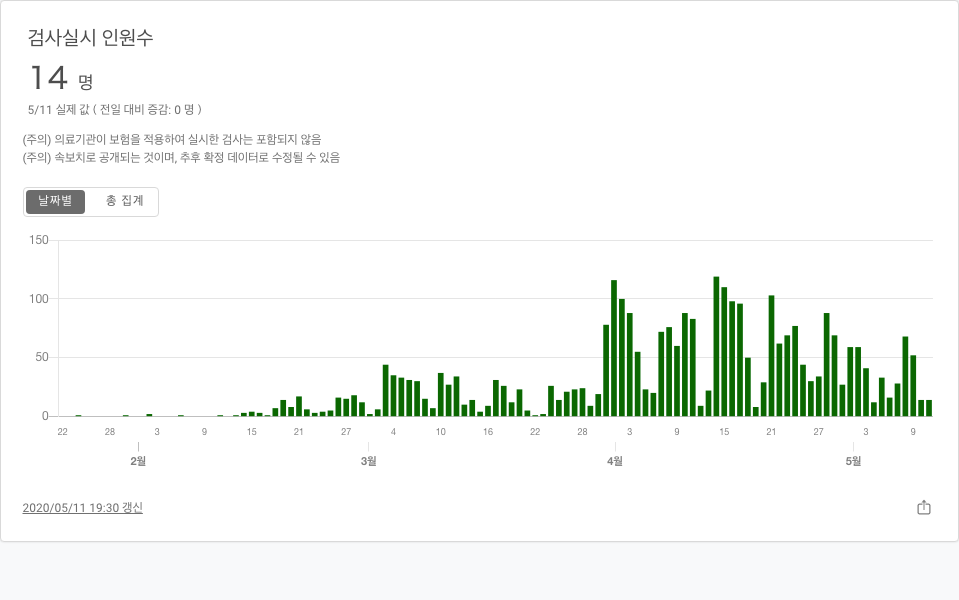 검사실시 인원수
14 명
5/11 실제 값 ( 전일 대비 증감: 0 명 )
(주의) 의료기관이 보험을 적용하여 실시한 검사는 포함되지 않음
(주의) 속보치로 공개되는 것이며, 추후 확정 데이터로 수정될 수 있음
날짜별 총 집계
150
100
50
0
22 28 3 9 15 21 27 4 10 16 22 28 3 9 15 21 27 3 9
2월 3월 4월 5월
2020/05/11 19:30 갱신